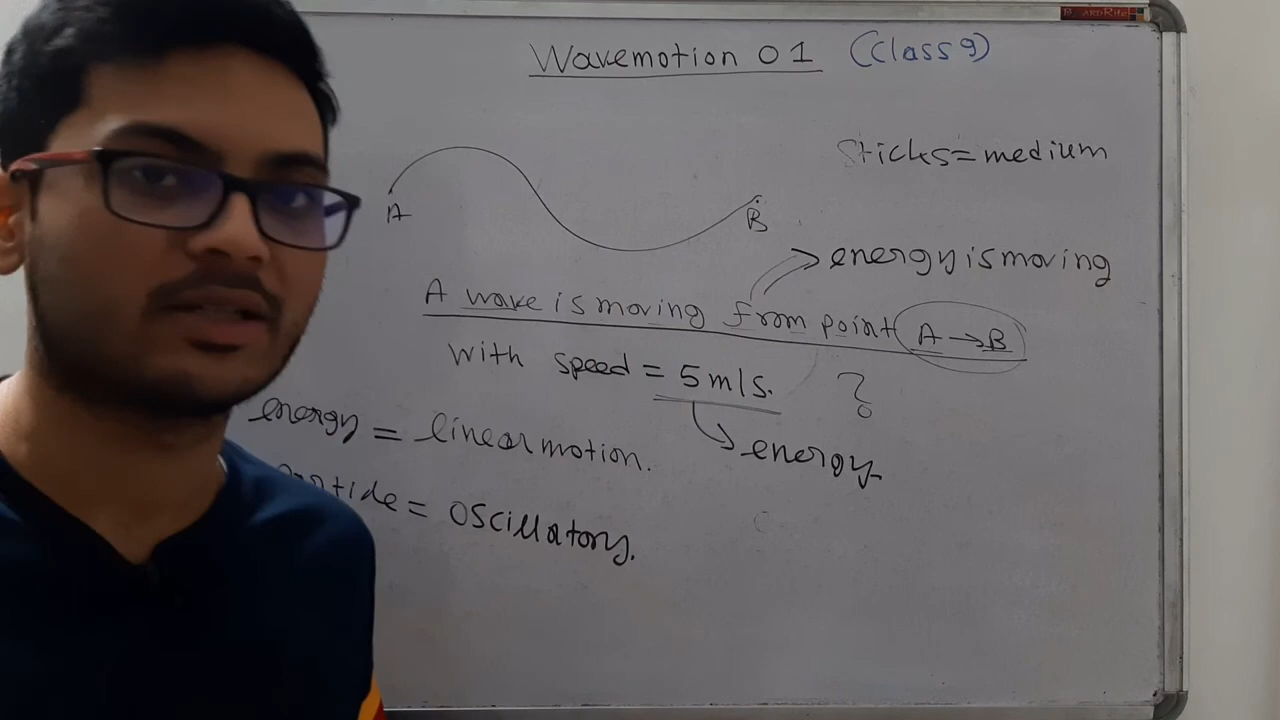 Wavemotion 01 (Class 9)
Sticks = medium
A
B
energy is moving
A wave is moving from point A → B
with speed = 5 m/s. ?
energy = linear motion.
energy
= oscillatory.